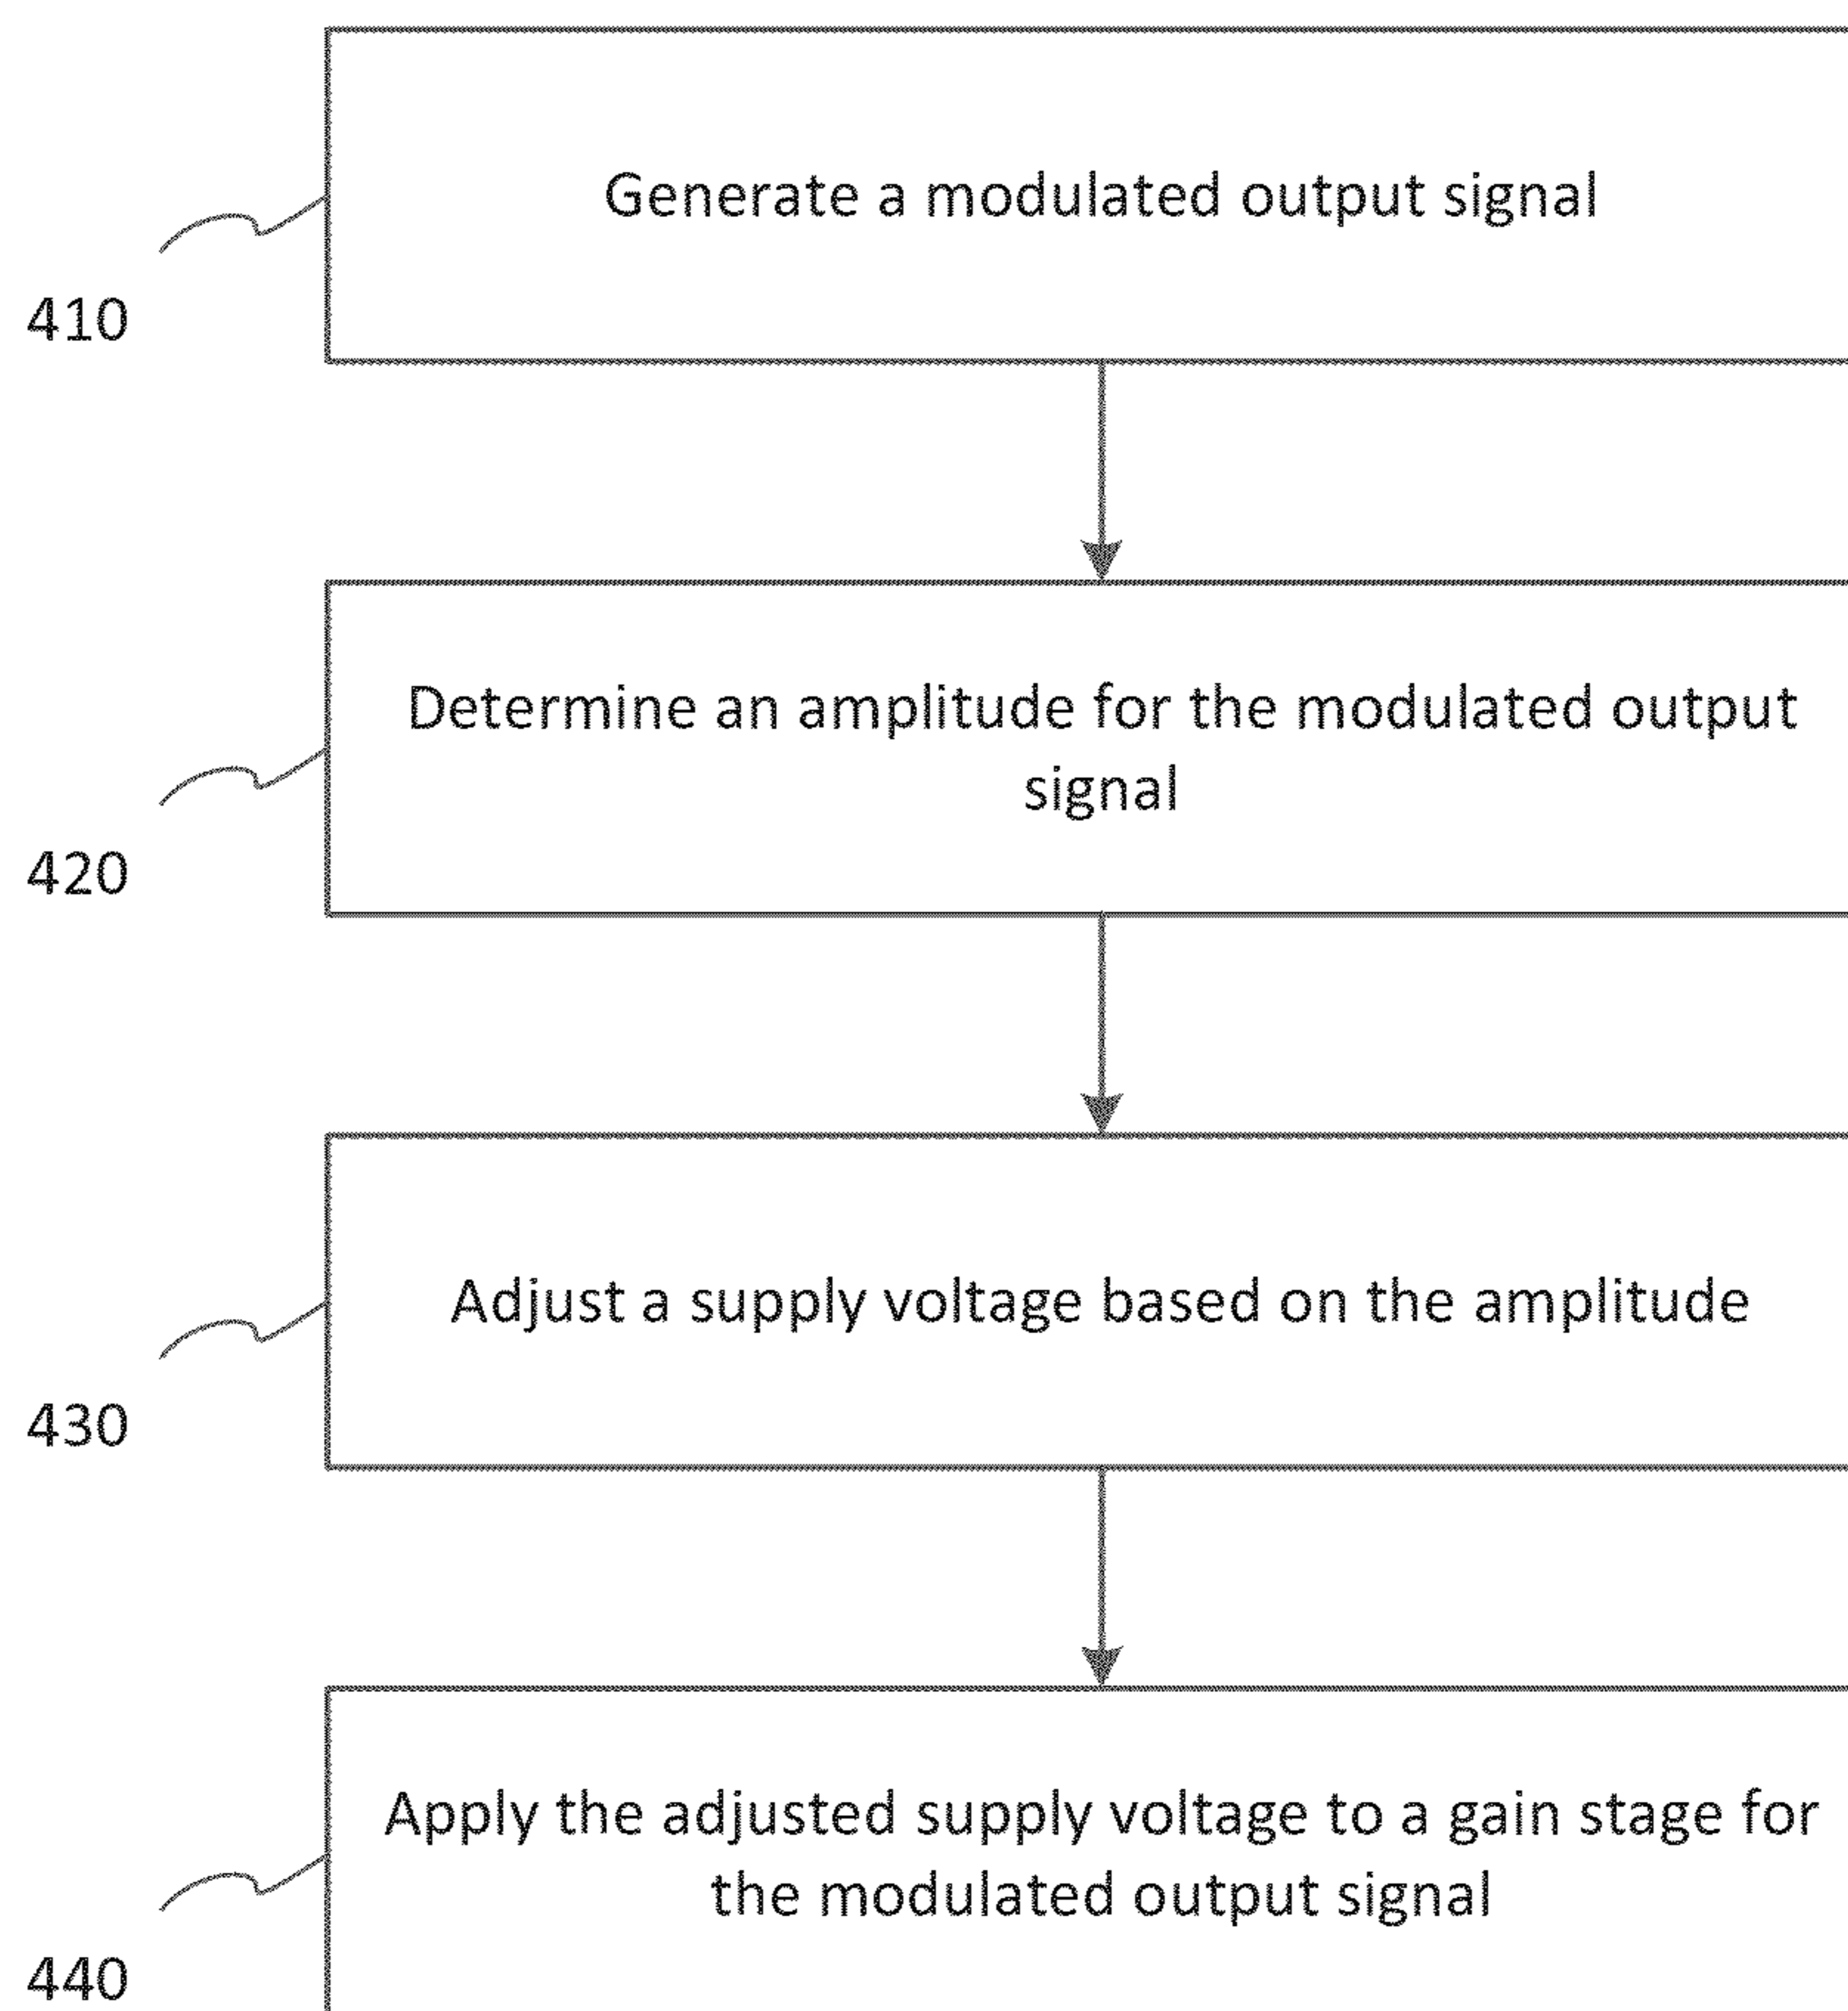 Generate a modulated output signal
410
Determine an amplitude for the modulated output
signal
420
Adjust a supply voltage based on the amplitude
430
Apply the adjusted supply voltage to a gain stage for
the modulated output signal
440